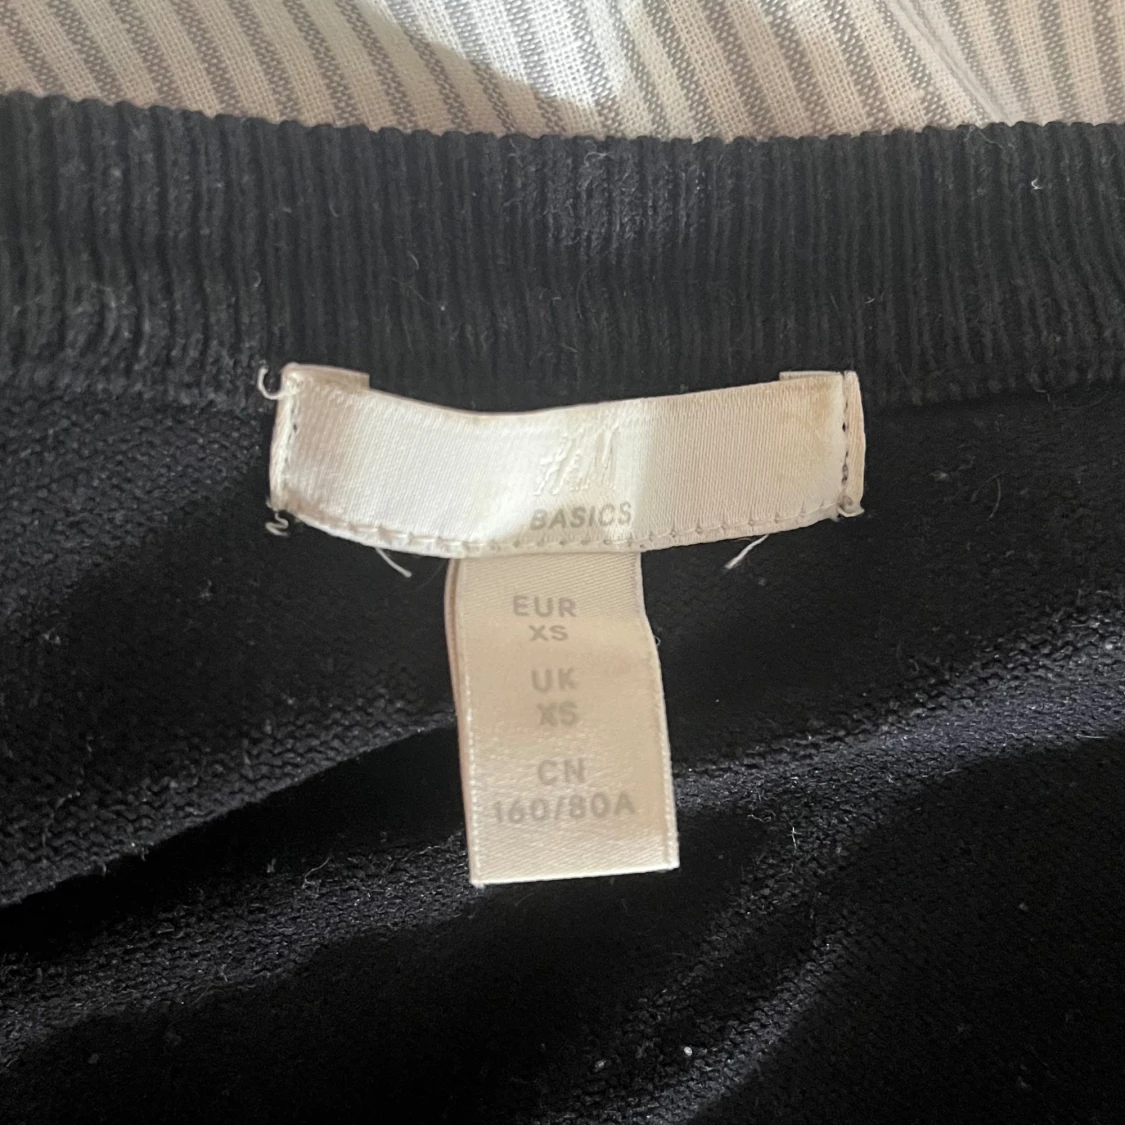 H&M
BASICS
EUR
XS
UK
XS
CN
160/80A